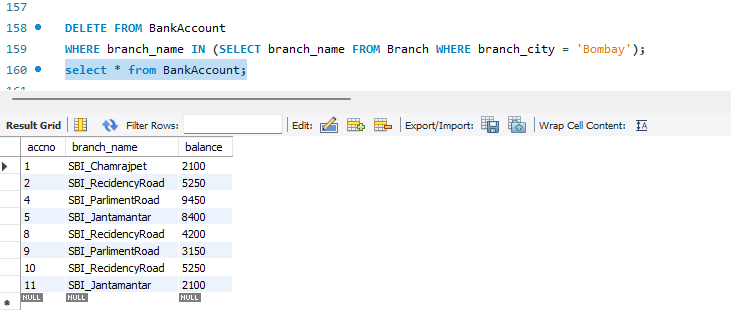 157
158 DELETE FROM BankAccount
159 WHERE branch_name IN (SELECT branch_name FROM Branch WHERE branch_city = 'Bombay');
160 select * from BankAccount;
161
Result Grid Filter Rows: Edit: Export/Import: Wrap Cell Content: IA
accno branch_name balance
1 SBI_Chamrajpet 2100
2 SBI_RecidencyRoad 5250
4 SBI_ParlimentRoad 9450
5 SBI_Jantamantar 8400
8 SBI_RecidencyRoad 4200
9 SBI_ParlimentRoad 3150
10 SBI_RecidencyRoad 5250
11 SBI_Jantamantar 2100
NULL NULL NULL